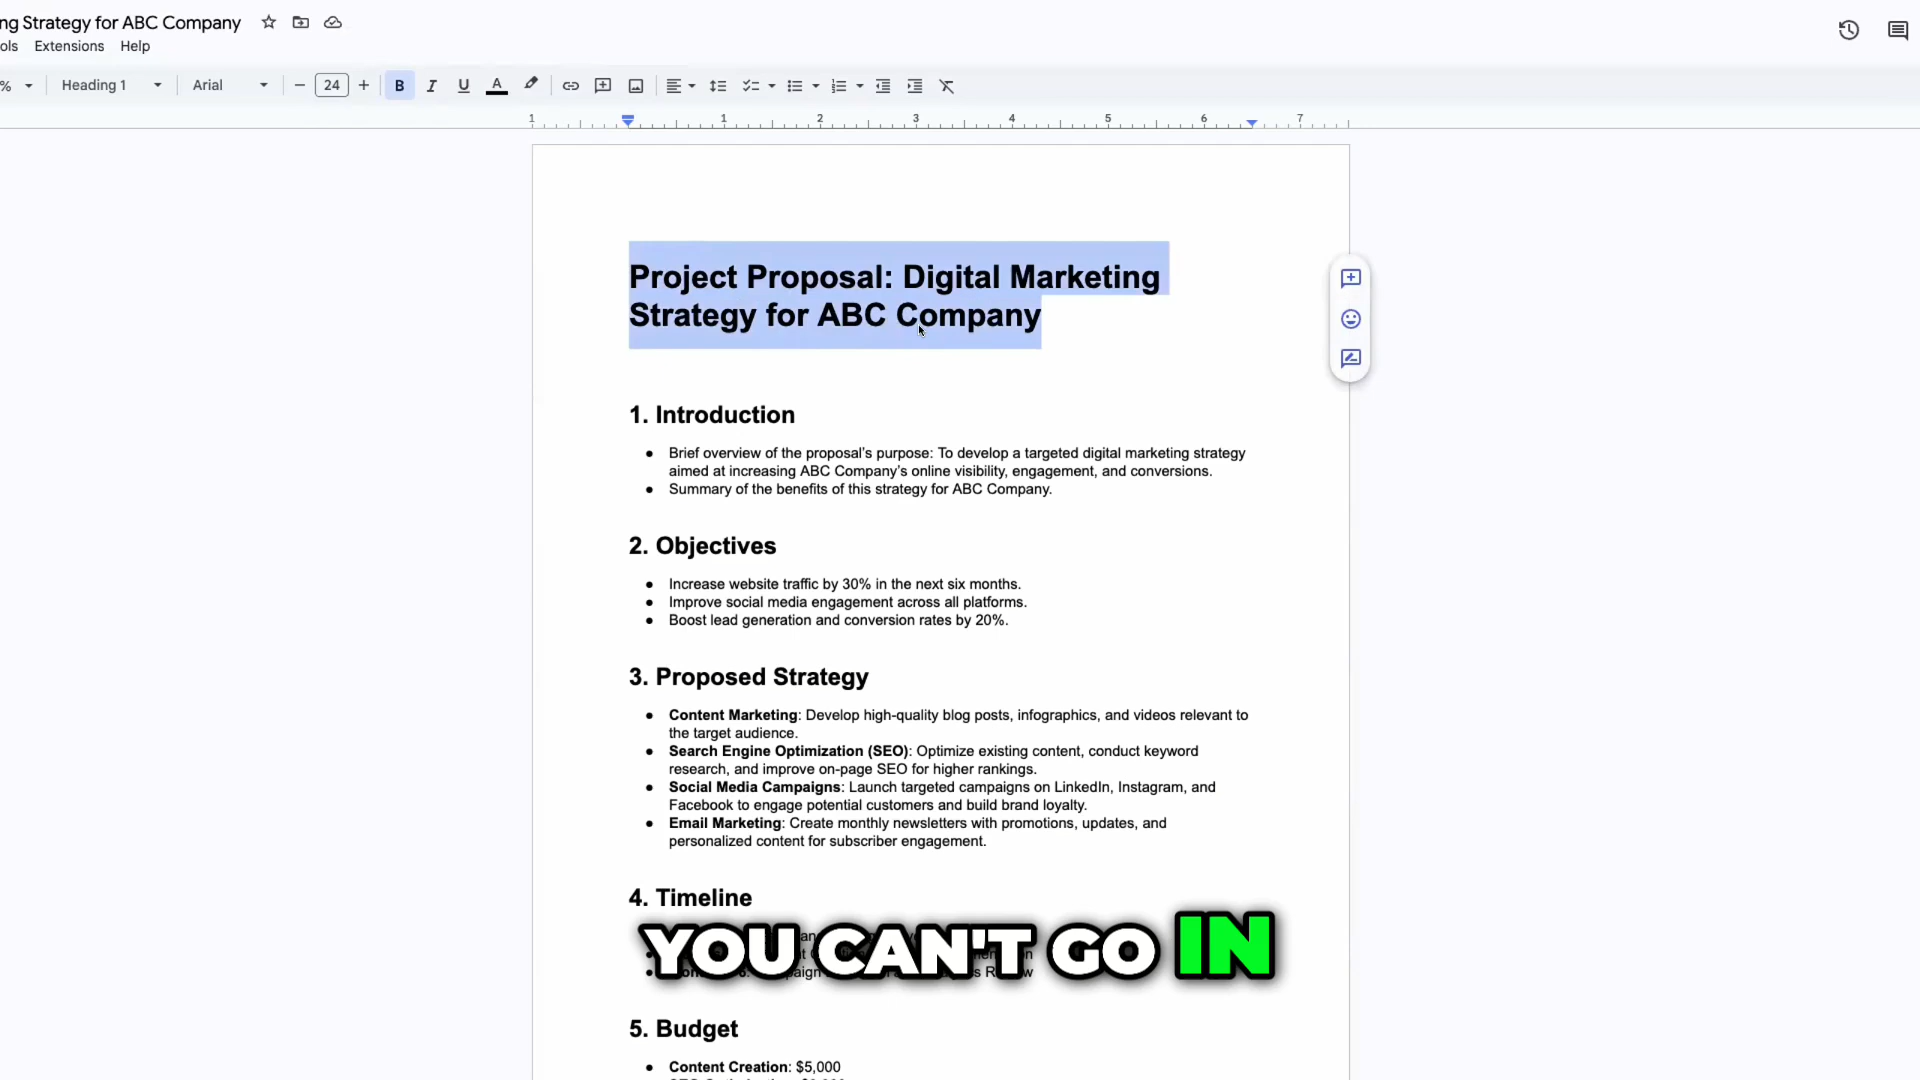 ng Strategy for ABC Company
ols Extensions Help
% Heading 1 Arial 24 B I U A
1 1 2 3 4 5 6 7
Project Proposal: Digital Marketing
Strategy for ABC Company
1. Introduction
● Brief overview of the proposal’s purpose: To develop a targeted digital marketing strategy
aimed at increasing ABC Company’s online visibility, engagement, and conversions.
● Summary of the benefits of this strategy for ABC Company.
2. Objectives
● Increase website traffic by 30% in the next six months.
● Improve social media engagement across all platforms.
● Boost lead generation and conversion rates by 20%.
3. Proposed Strategy
● Content Marketing: Develop high-quality blog posts, infographics, and videos relevant to
the target audience.
● Search Engine Optimization (SEO): Optimize existing content, conduct keyword
research, and improve on-page SEO for higher rankings.
● Social Media Campaigns: Launch targeted campaigns on LinkedIn, Instagram, and
Facebook to engage potential customers and build brand loyalty.
● Email Marketing: Create monthly newsletters with promotions, updates, and
personalized content for subscriber engagement.
4. Timeline
YOU CAN'T GO IN
5. Budget
● Content Creation: $5,000